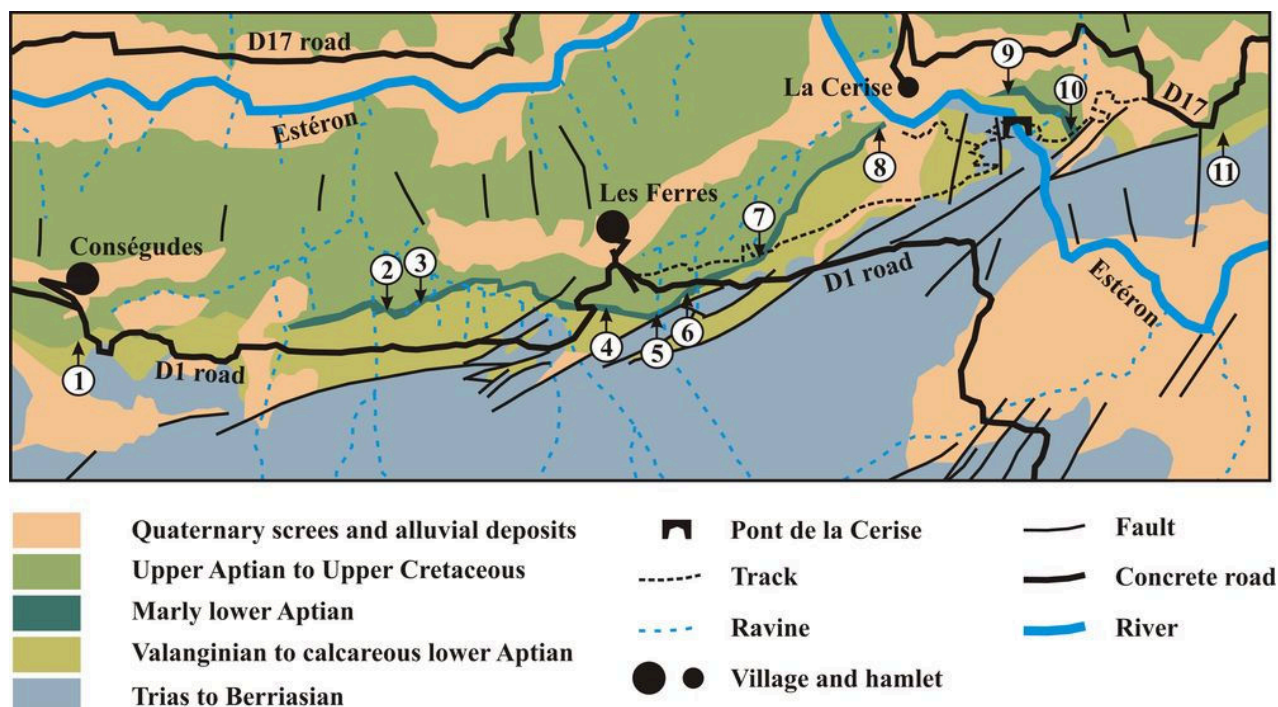 D17 road
Estéron
La Cerise
9
10
D17
Les Ferres
8
11
Conségudes
7
2
3
D1 road
Estéron
6
4
5
1
D1 road
Quaternary screes and alluvial deposits
Upper Aptian to Upper Cretaceous
Marly lower Aptian
Valanginian to calcareous lower Aptian
Trias to Berriasian
Pont de la Cerise
Track
Ravine
Village and hamlet
Fault
Concrete road
River